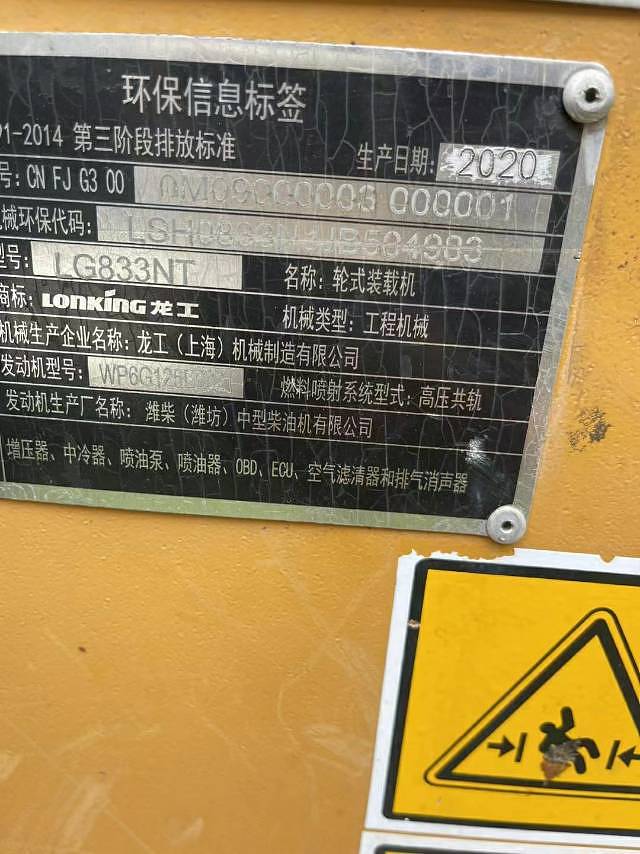 环保信息标签
91-2014 第三阶段排放标准
生产日期: 2020
号: CN FJ G3 00 000001
机械环保代码:
型号: LG833NT 名称: 轮式装载机
商标: LONKING 龙工 机械类型: 工程机械
机械生产企业名称: 龙工（上海）机械制造有限公司
发动机型号: 燃料喷射系统型式: 高压共轨
发动机生产厂名称: 潍柴（潍坊）中型柴油机有限公司
增压器、中冷器、喷油泵、喷油器、OBD、ECU、空气滤清器和排气消声器